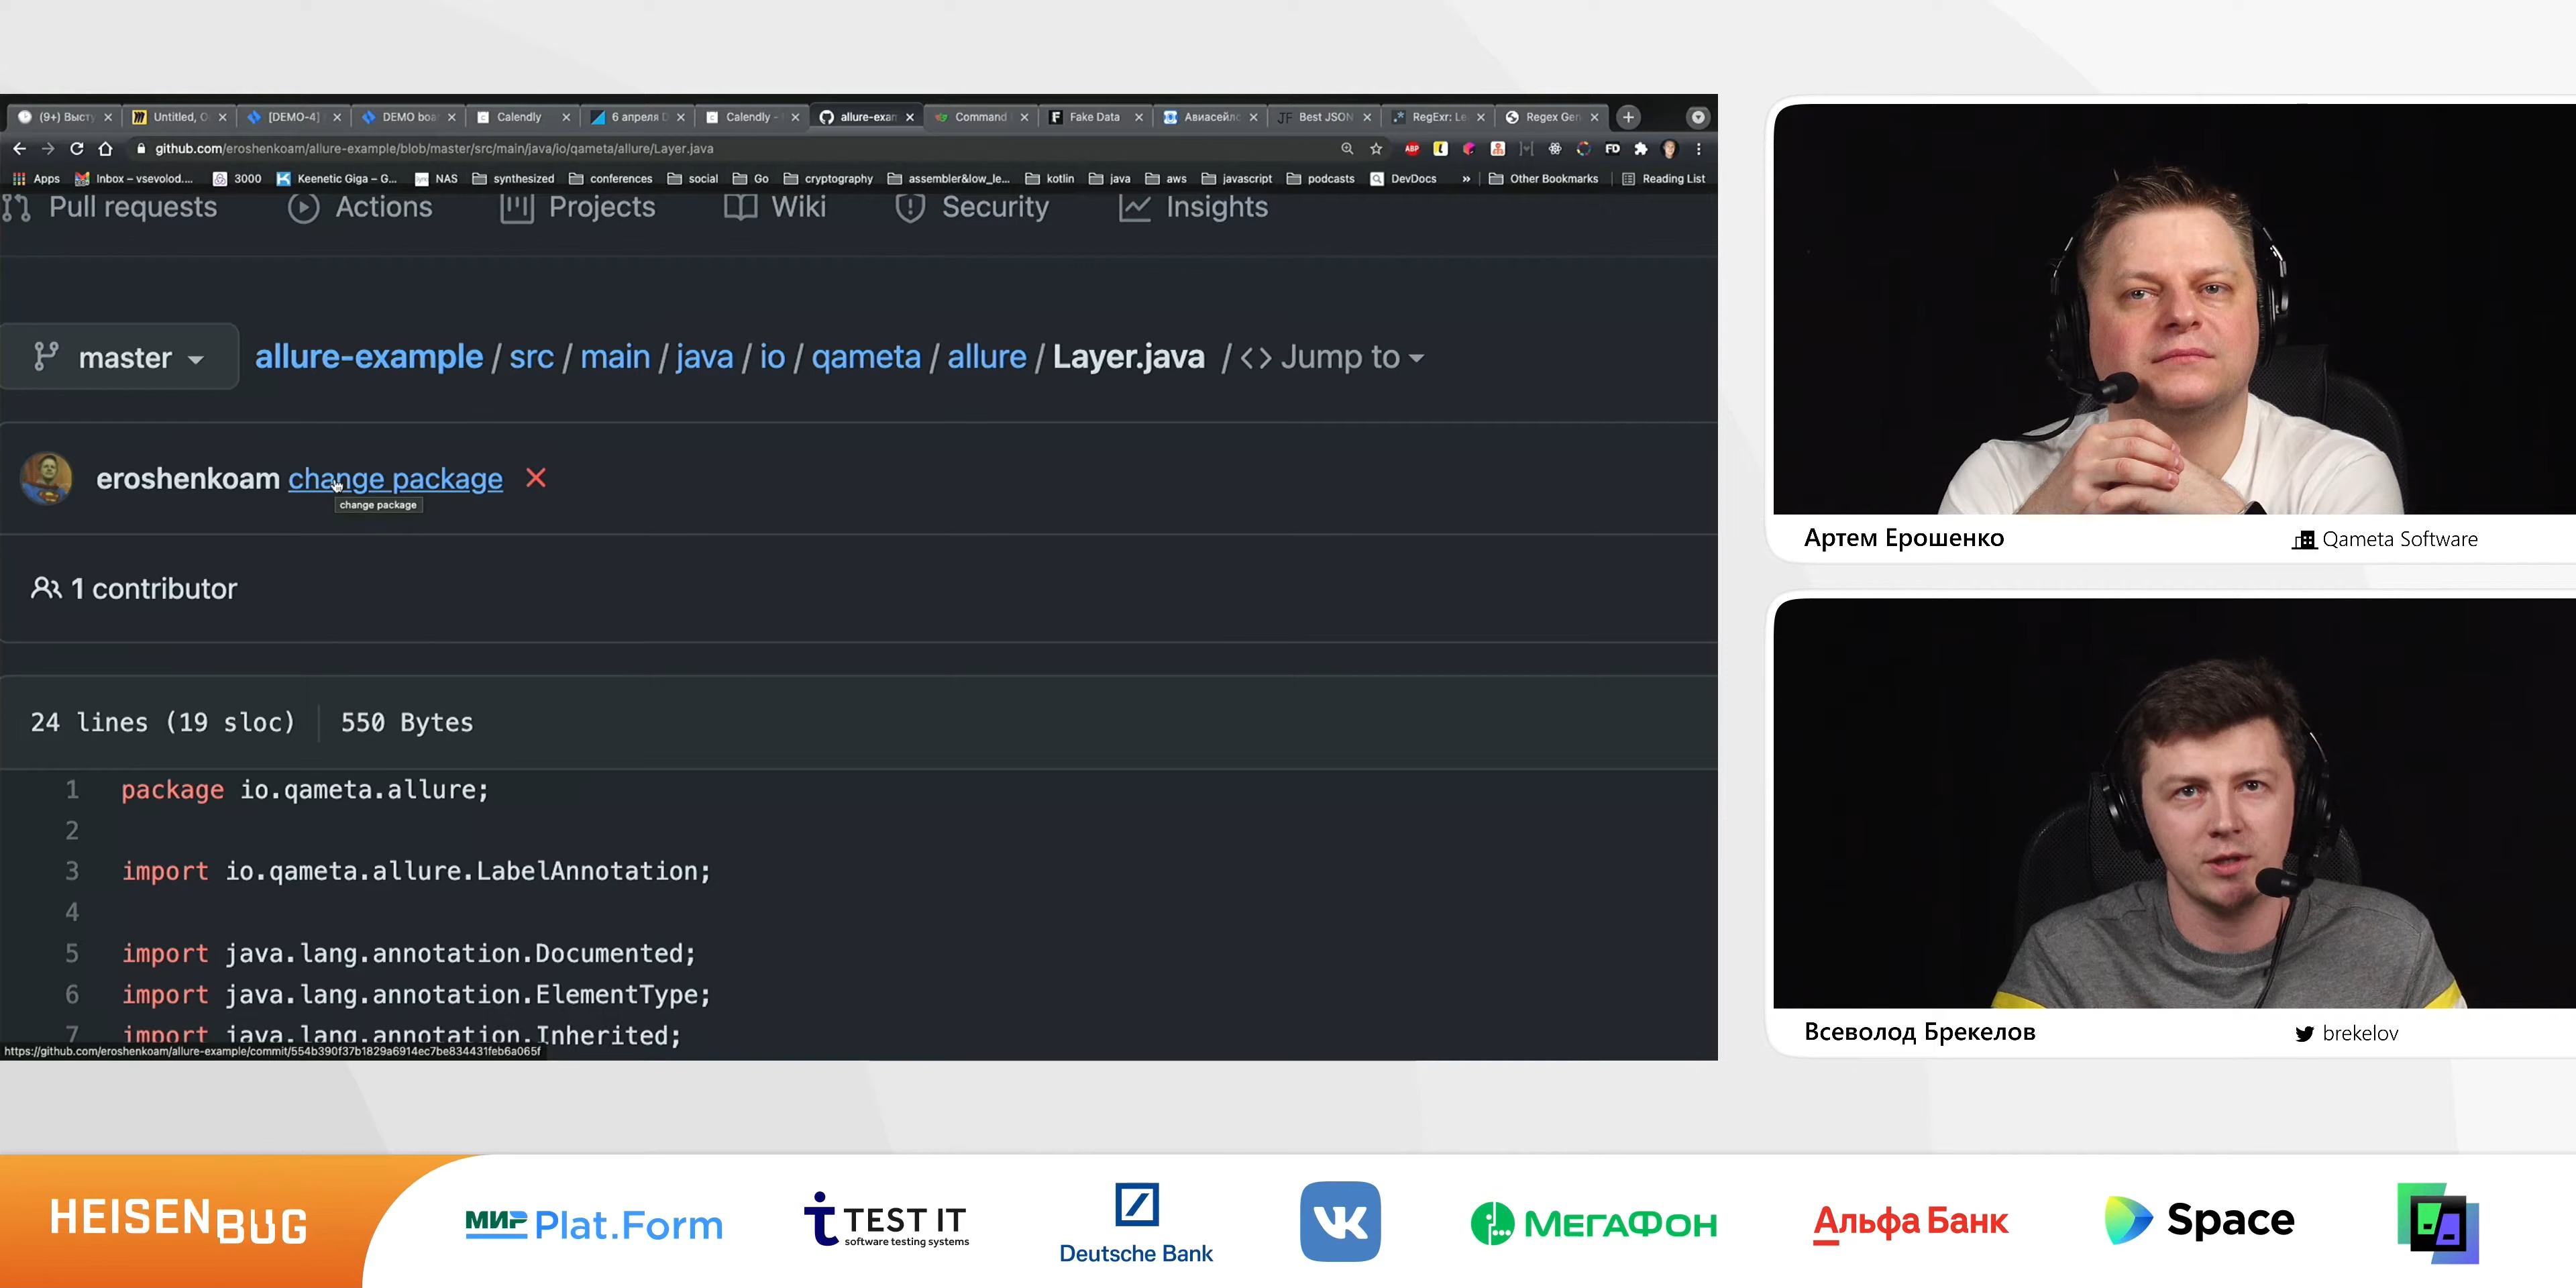 (9+) Высту
Untitled, O
[DEMO-4]
DEMO boa
Calendly
6 апреля D
Calendly -
allure-exam
Command
Fake Data
Авиасейлс
JF Best JSON
RegExr: Le
Regex Gen
github.com/eroshenkoam/allure-example/blob/master/src/main/java/io/qameta/allure/Layer.java
ABP
FD
Apps
Inbox – vsevolod....
3000
Keenetic Giga – G...
NAS
synthesized
conferences
social
Go
cryptography
assembler&low_le...
kotlin
java
aws
javascript
podcasts
DevDocs
»
Other Bookmarks
Reading List
Pull requests
Actions
Projects
Wiki
Security
Insights
master
allure-example / src / main / java / io / qameta / allure / Layer.java / <> Jump to
eroshenkoam change package
change package
1 contributor
24 lines (19 sloc) 550 Bytes
1 package io.qameta.allure;
2
3 import io.qameta.allure.LabelAnnotation;
4
5 import java.lang.annotation.Documented;
6 import java.lang.annotation.ElementType;
7 import java.lang.annotation.Inherited;
https://github.com/eroshenkoam/allure-example/commit/554b390f37b1829a6914ec7be834431feb6a065f
Артем Ерошенко
Qameta Software
Всеволод Брекелов
brekelov
HEISENBUG
МИР Plat.Form
TEST IT
software testing systems
Deutsche Bank
VK
МЕГАФОН
Альфа Банк
Space